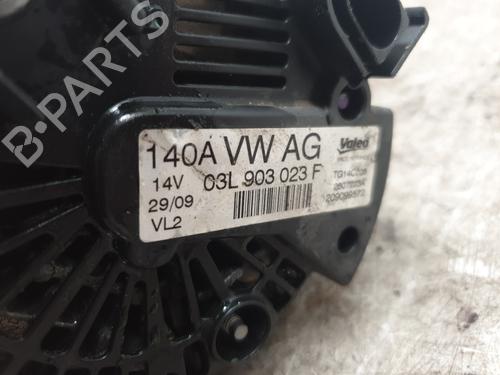 B-PARTS
140A VW AG
14V 03L 903 023 F
29/09
VL2
Valeo